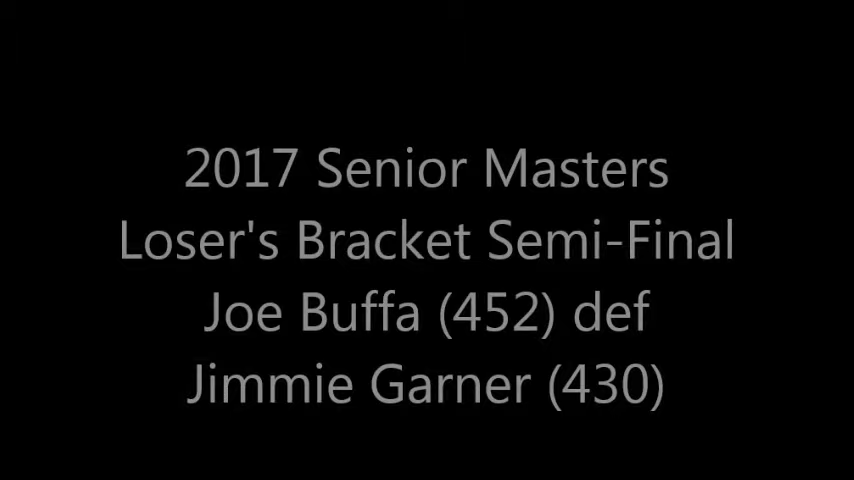 2017 Senior Masters
Loser's Bracket Semi-Final
Joe Buffa (452) def
Jimmie Garner (430)